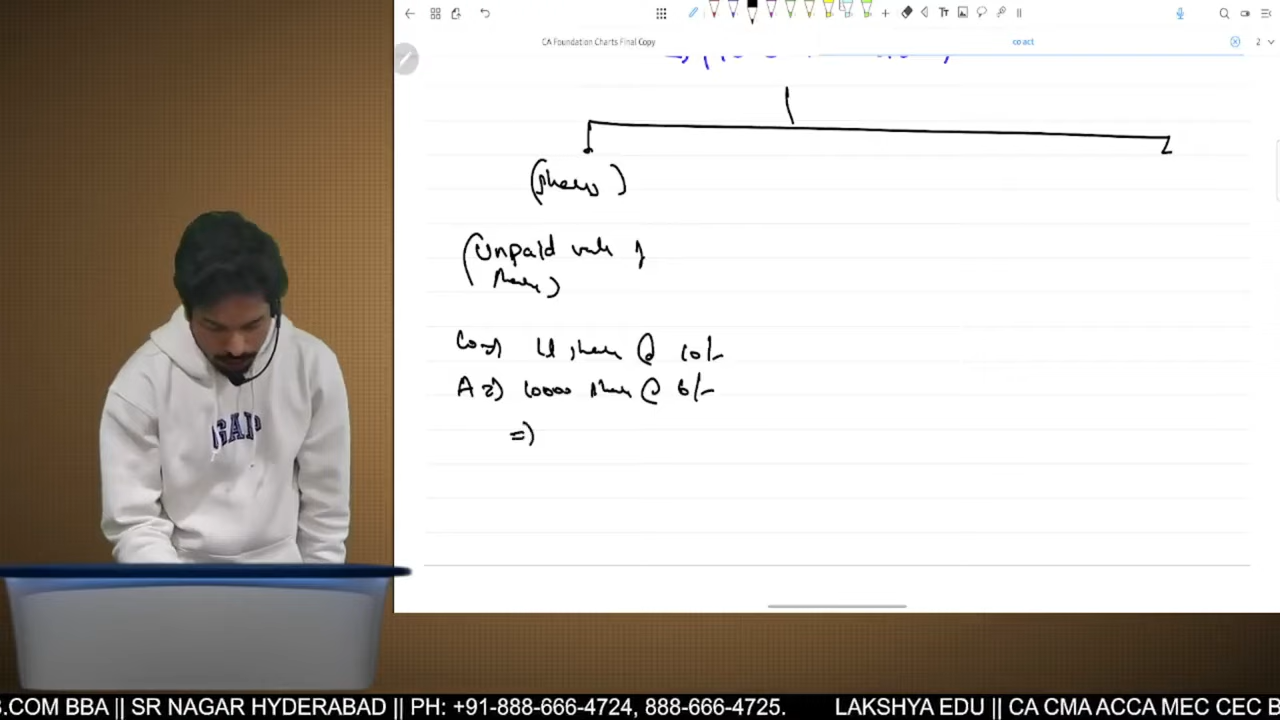 CA Foundation Charts Final Copy
co act
2
(shares)
(Unpaid value of
shares)
Co => 1L shares @ 10/-
A => 10000 shares @ 6/-
=>
GAP
S.COM BBA || SR NAGAR HYDERABAD || PH: +91-888-666-4724, 888-666-4725. LAKSHYA EDU || CA CMA ACCA MEC CEC B